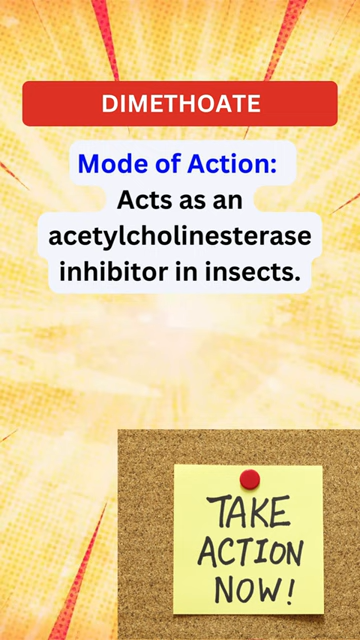 DIMETHOATE
Mode of Action:
Acts as an
acetylcholinesterase
inhibitor in insects.
TAKE
ACTION
NOW!